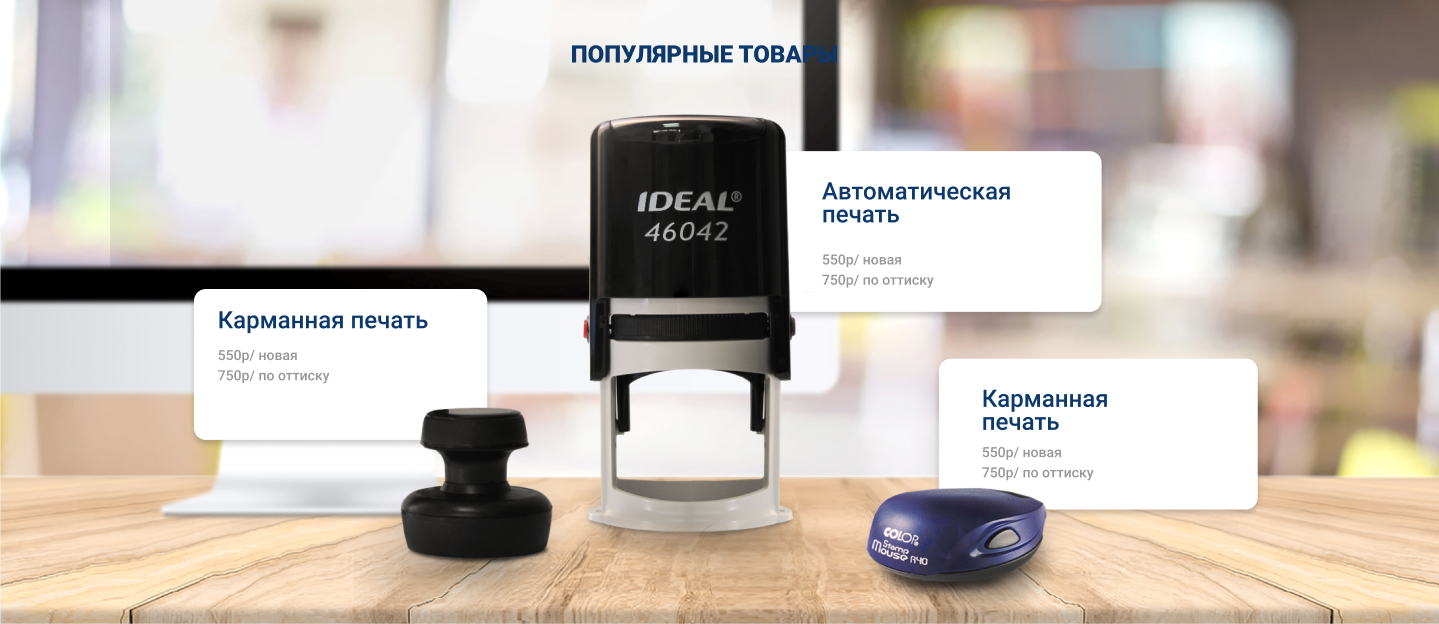 ПОПУЛЯРНЫЕ ТОВАРЫ
IDEAL®
46042
Автоматическая
печать
550р/ новая
750р/ по оттиску
Карманная печать
550р/ новая
750р/ по оттиску
Карманная
печать
550р/ новая
750р/ по оттиску
COLOP
Stamp
Mouse R40